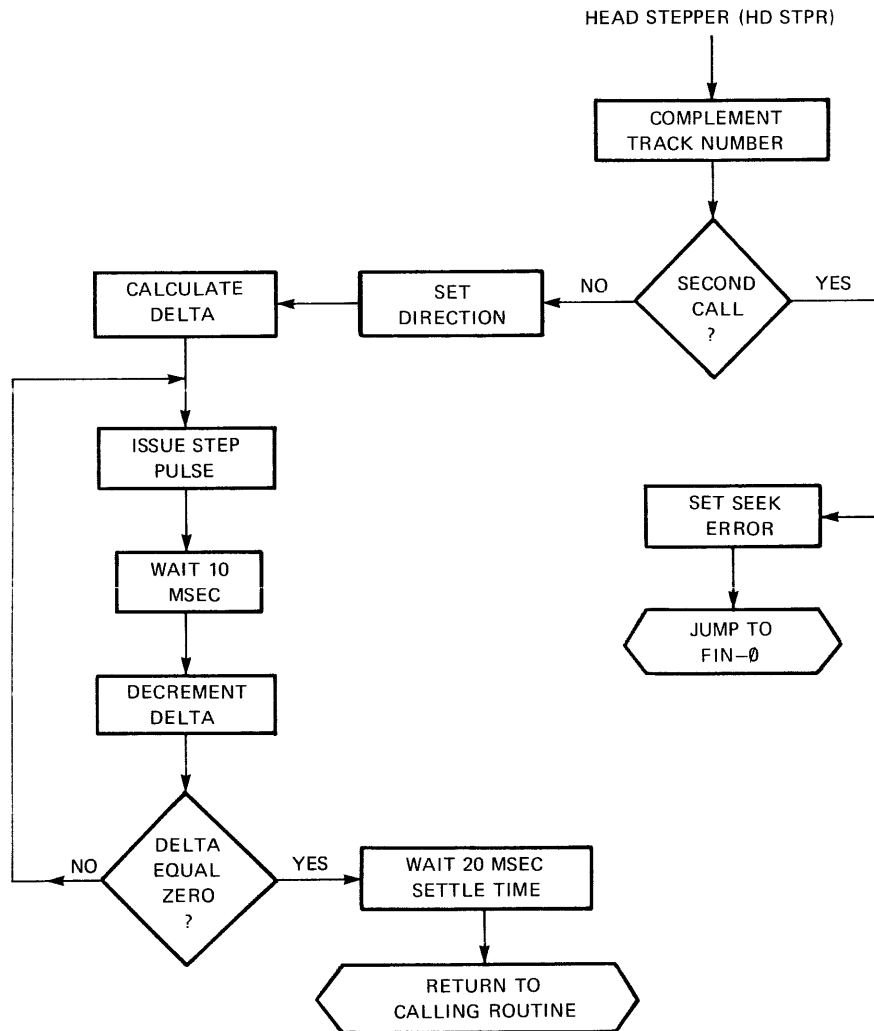 HEAD STEPPER (HD STPR)
COMPLEMENT
TRACK NUMBER
SECOND
CALL
?
NO
YES
SET
DIRECTION
CALCULATE
DELTA
ISSUE STEP
PULSE
WAIT 10
MSEC
DECREMENT
DELTA
DELTA
EQUAL
ZERO
?
NO
YES
WAIT 20 MSEC
SETTLE TIME
RETURN TO
CALLING ROUTINE
SET SEEK
ERROR
JUMP TO
FIN–Ø